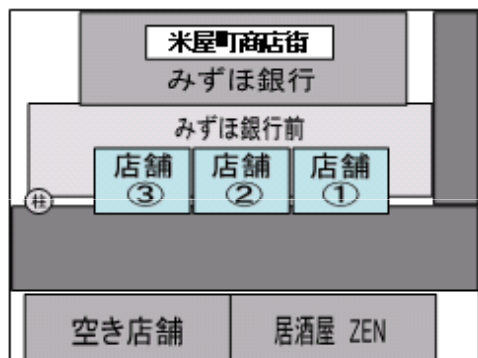 米屋町商店街
みずほ銀行
みずほ銀行前
店舗 店舗 店舗
③ ② ①
柱
空き店舗 居酒屋 ZEN